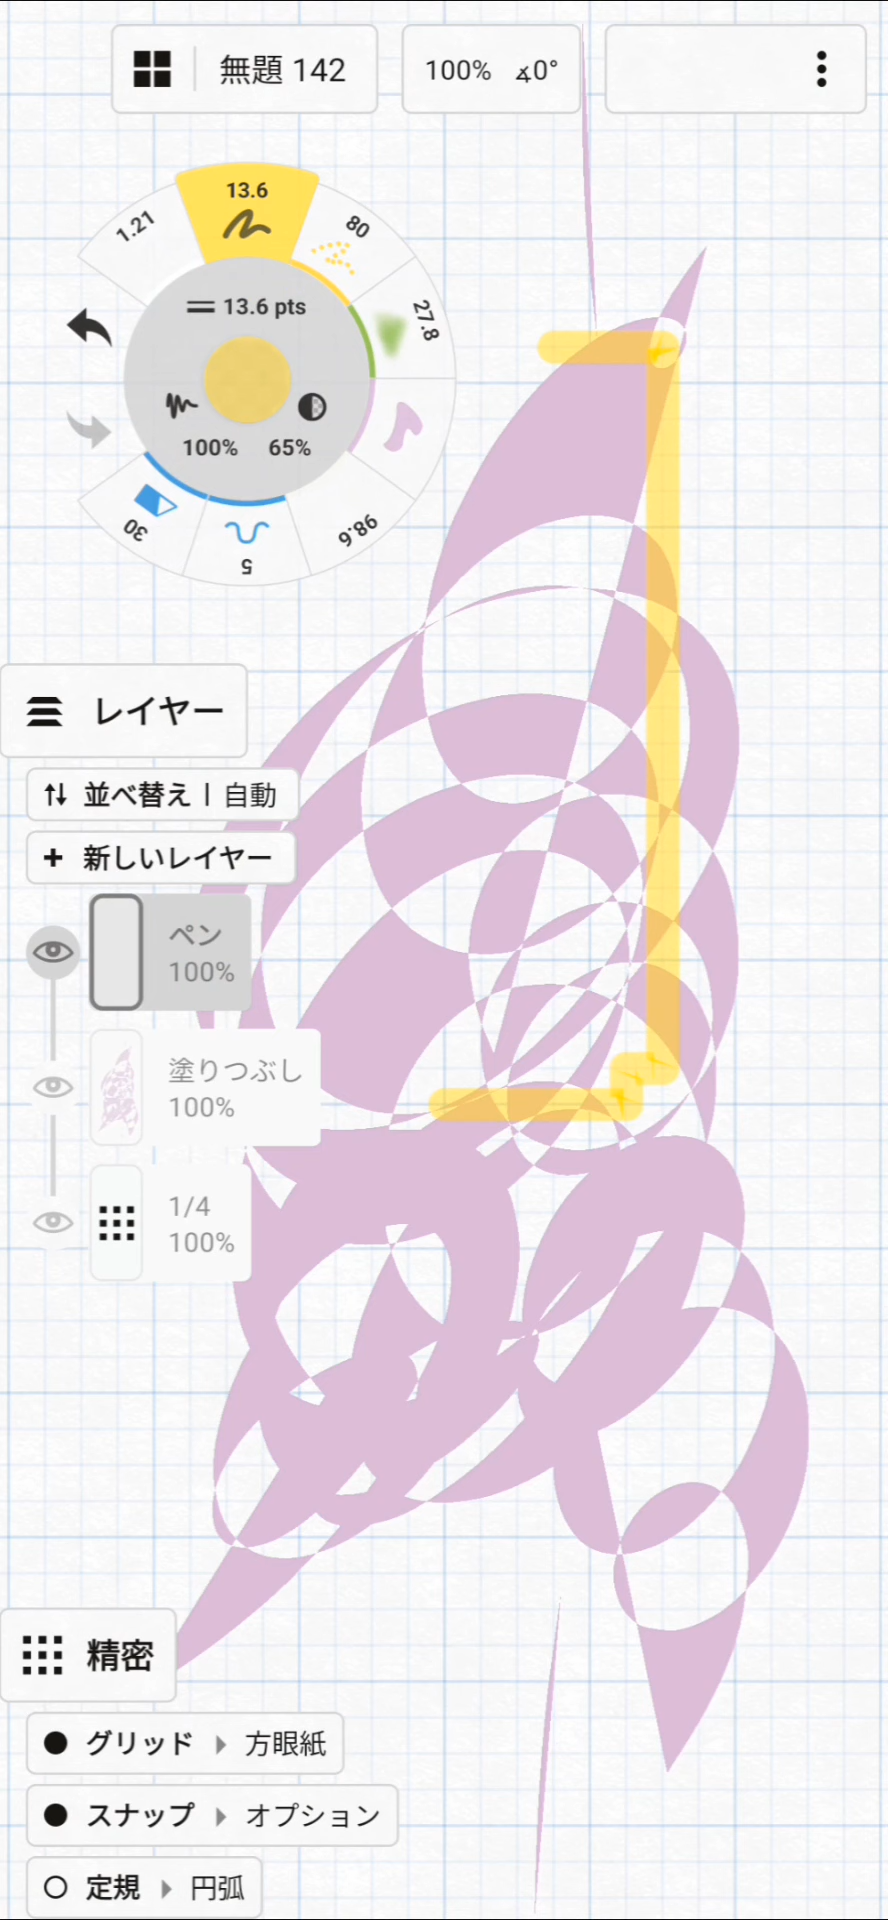 無題 142
100% ∡0°
1.21
13.6
80
27.8
13.6 pts
100% 65%
98.6
5
30
レイヤー
並べ替え | 自動
+ 新しいレイヤー
ペン
100%
塗りつぶし
100%
1/4
100%
精密
グリッド 方眼紙
スナップ オプション
定規 円弧